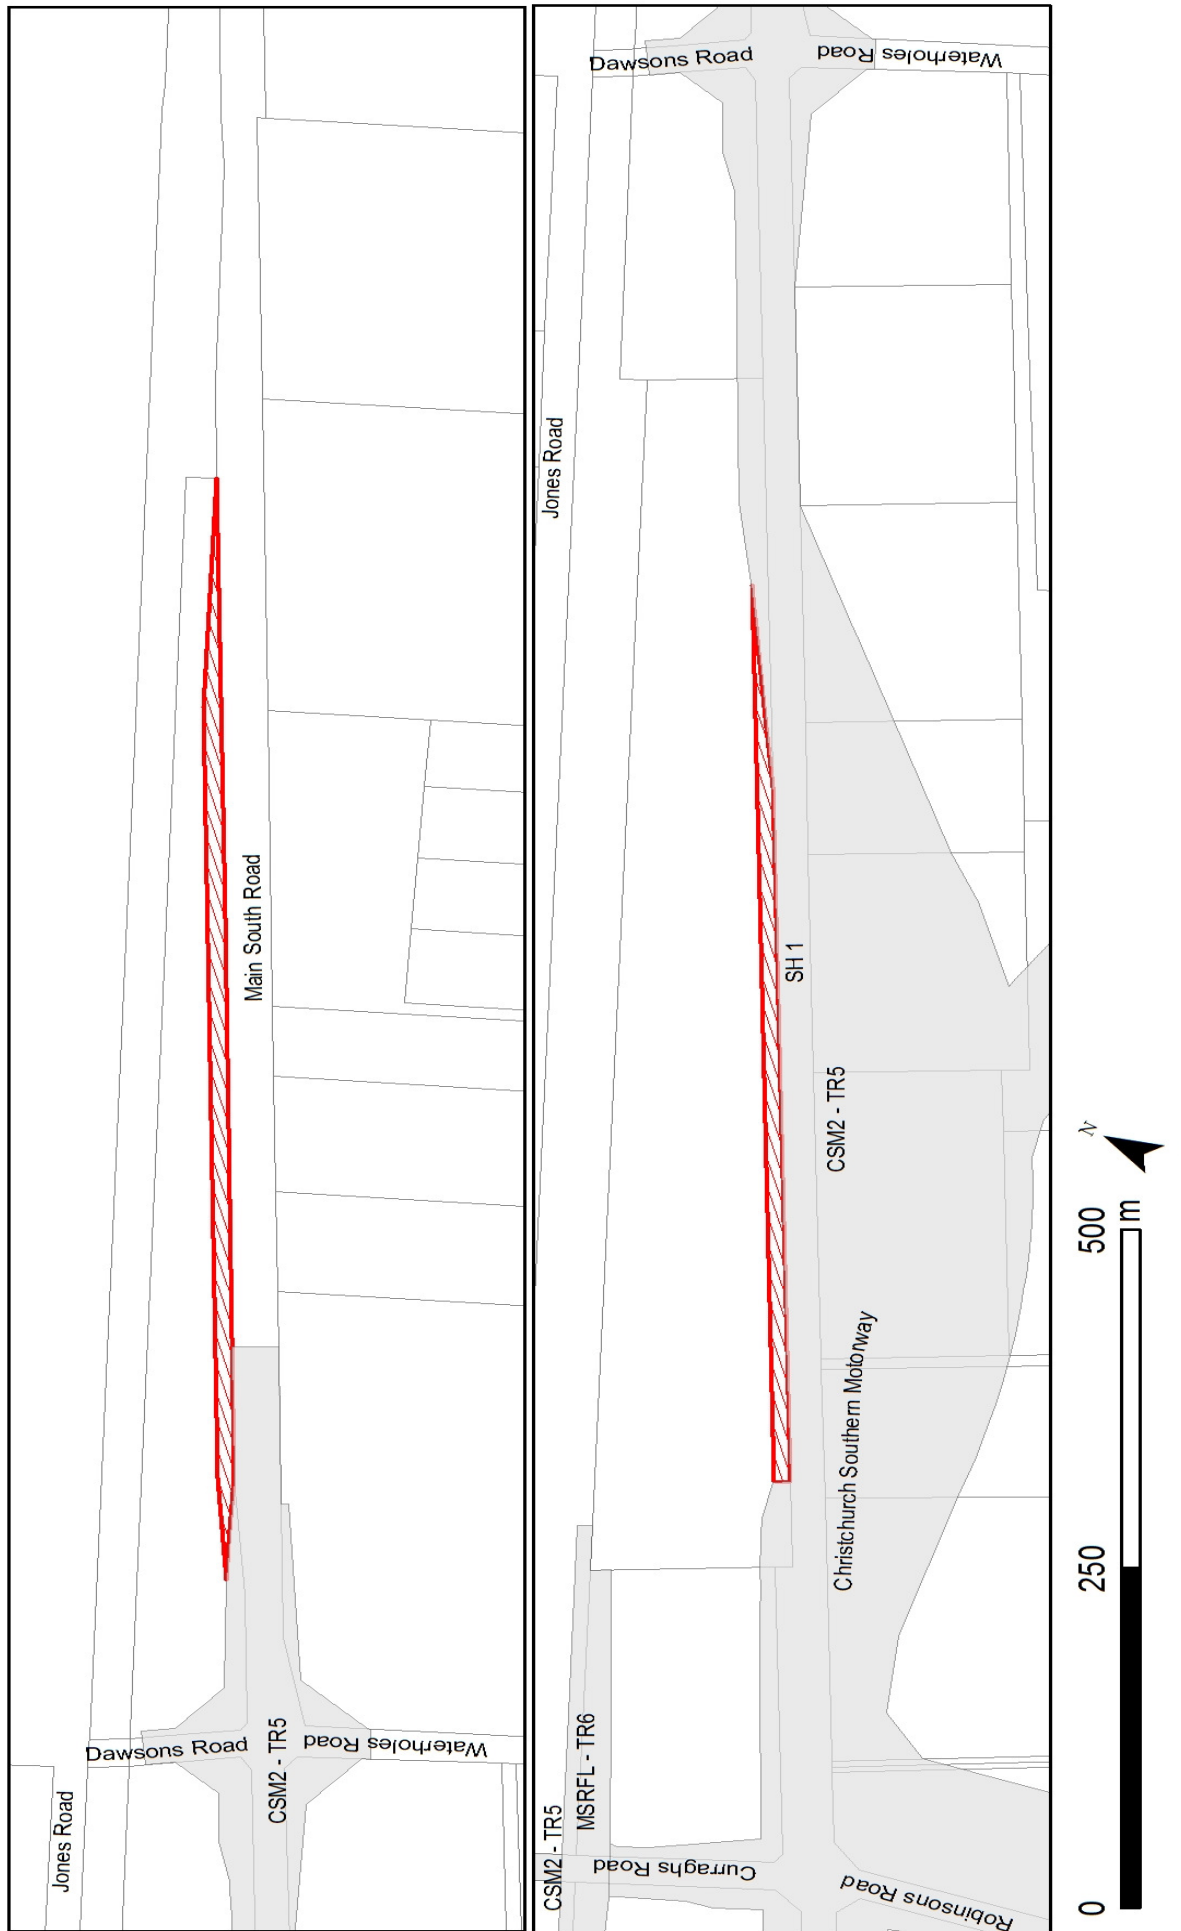 Main South Road
Dawsons Road
Waterholes Road
CSM2 - TR5
Jones Road
Dawsons Road
Waterholes Road
Jones Road
SH 1
CSM2 - TR5
Christchurch Southern Motorway
MSRFL - TR6
CSM2 - TR5
Curraghs Road
Robinsons Road
N
0 250 500
m